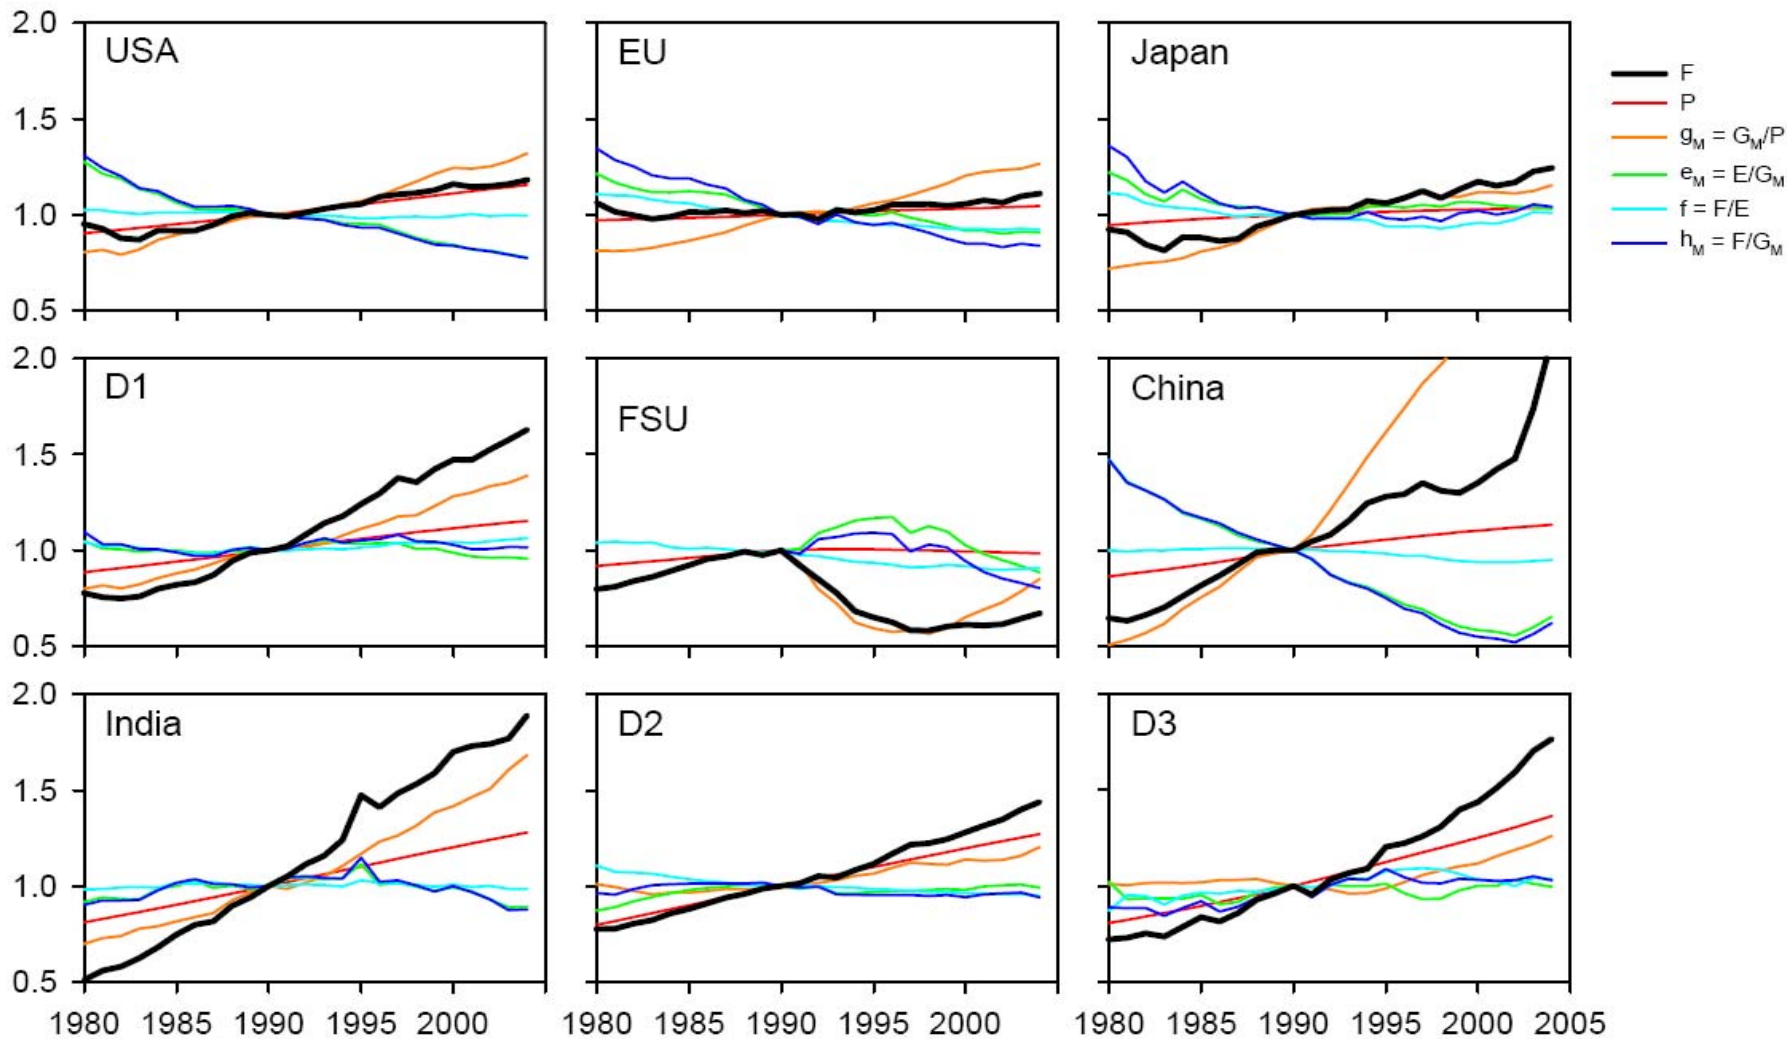 USA
EU
Japan
2.0
1.5
1.0
0.5
F
P
g_M = G_M/P
e_M = E/G_M
f = F/E
h_M = F/G_M
D1
FSU
China
2.0
1.5
1.0
0.5
India
D2
D3
2.0
1.5
1.0
0.5
1980 1985 1990 1995 2000
1980 1985 1990 1995 2000
1980 1985 1990 1995 2000 2005